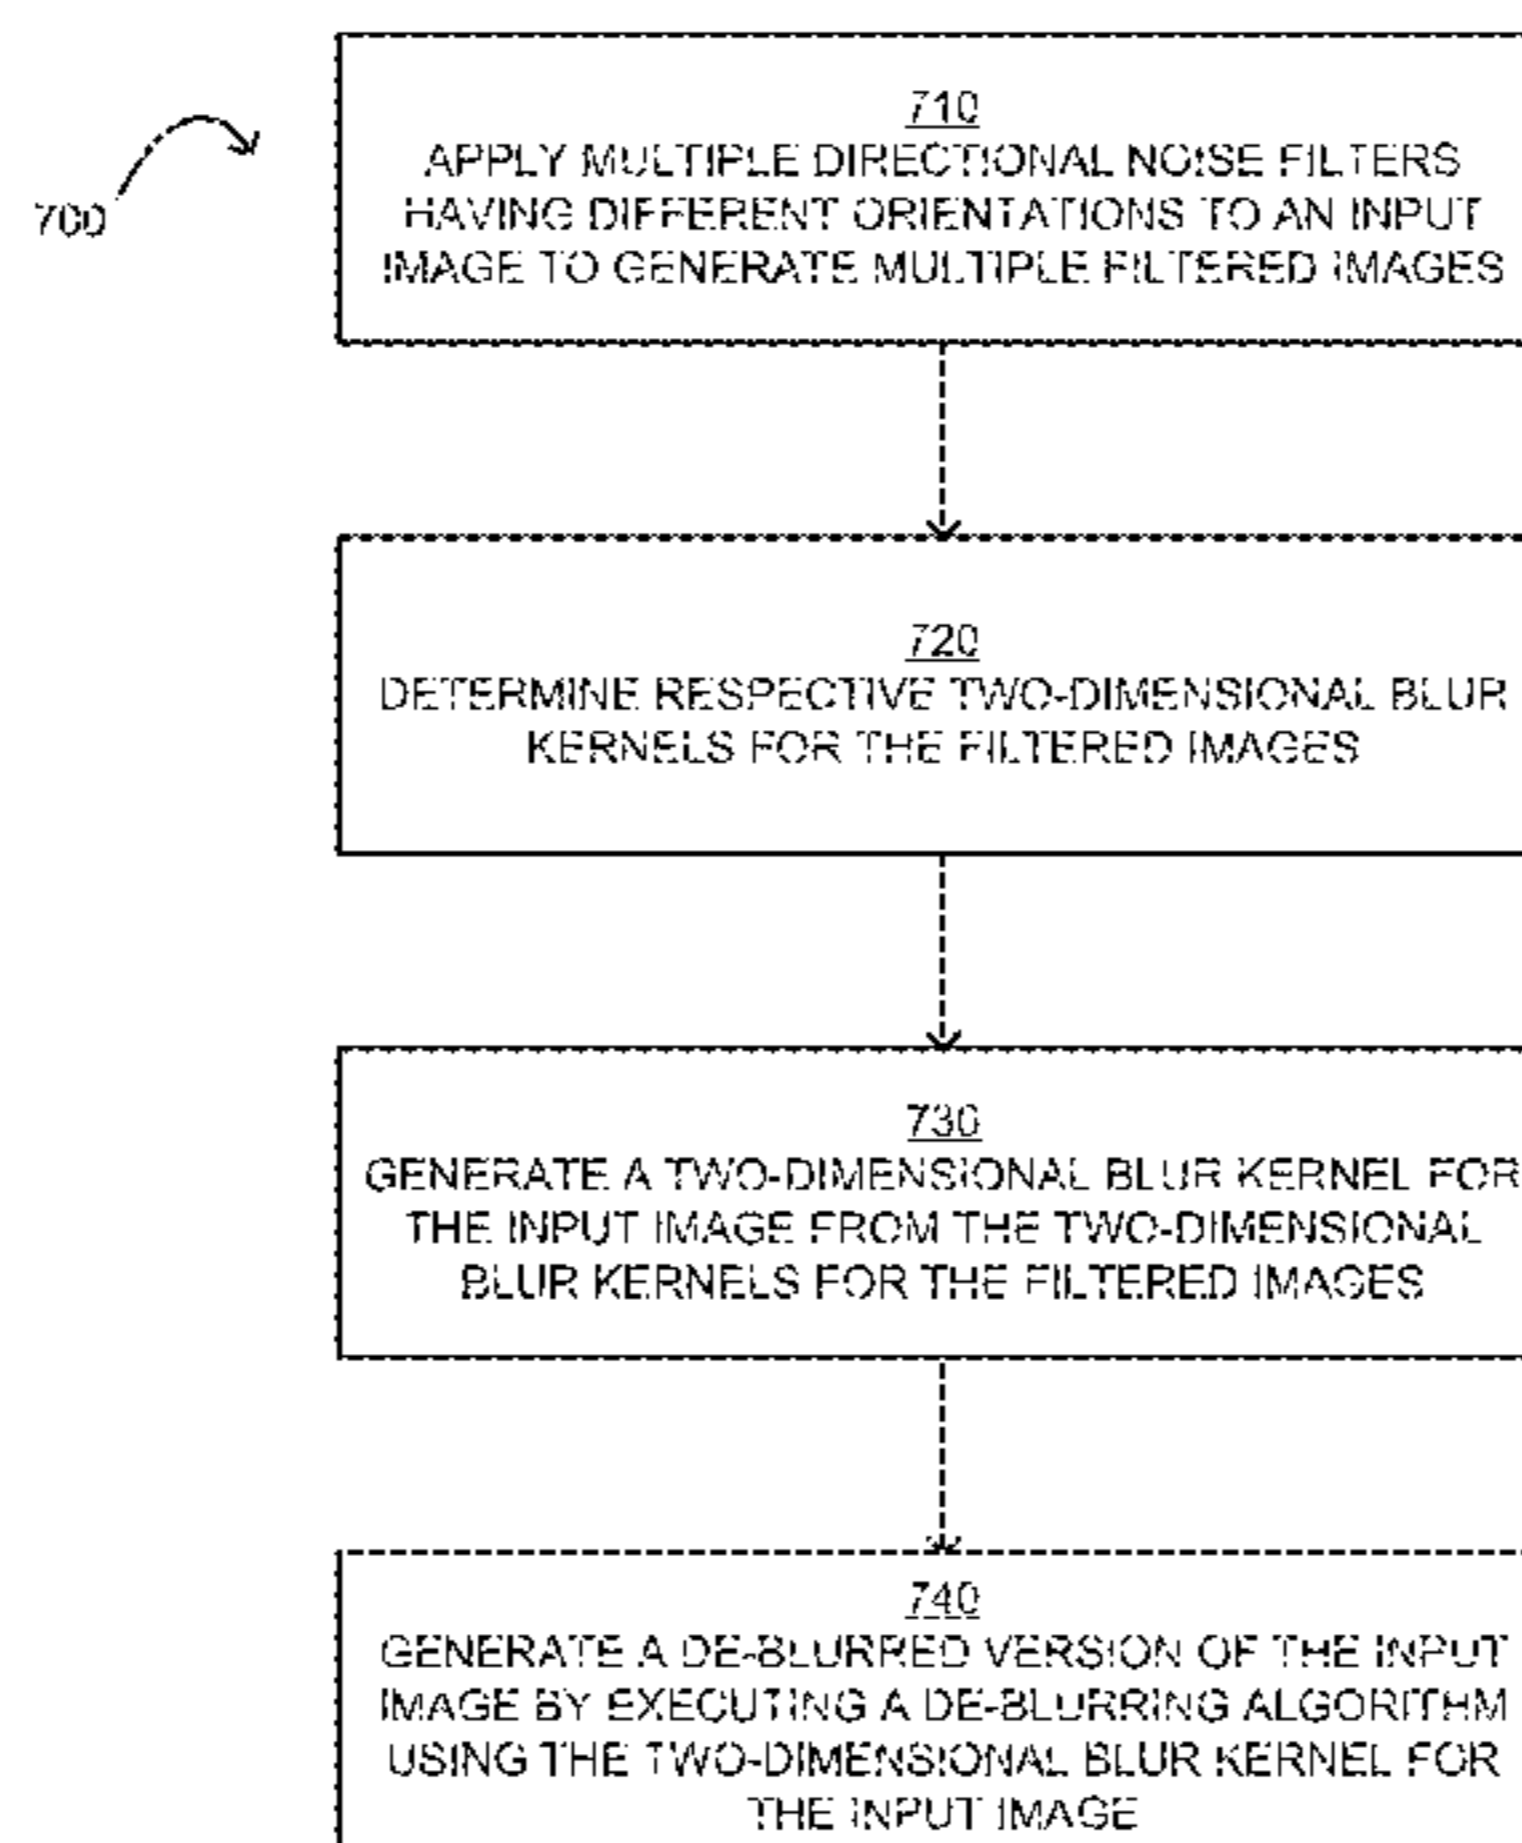 700
710
APPLY MULTIPLE DIRECTIONAL NOISE FILTERS
HAVING DIFFERENT ORIENTATIONS TO AN INPUT
IMAGE TO GENERATE MULTIPLE FILTERED IMAGES
720
DETERMINE RESPECTIVE TWO-DIMENSIONAL BLUR
KERNELS FOR THE FILTERED IMAGES
730
GENERATE A TWO-DIMENSIONAL BLUR KERNEL FOR
THE INPUT IMAGE FROM THE TWO-DIMENSIONAL
BLUR KERNELS FOR THE FILTERED IMAGES
740
GENERATE A DE-BLURRED VERSION OF THE INPUT
IMAGE BY EXECUTING A DE-BLURRING ALGORITHM
USING THE TWO-DIMENSIONAL BLUR KERNEL FOR
THE INPUT IMAGE